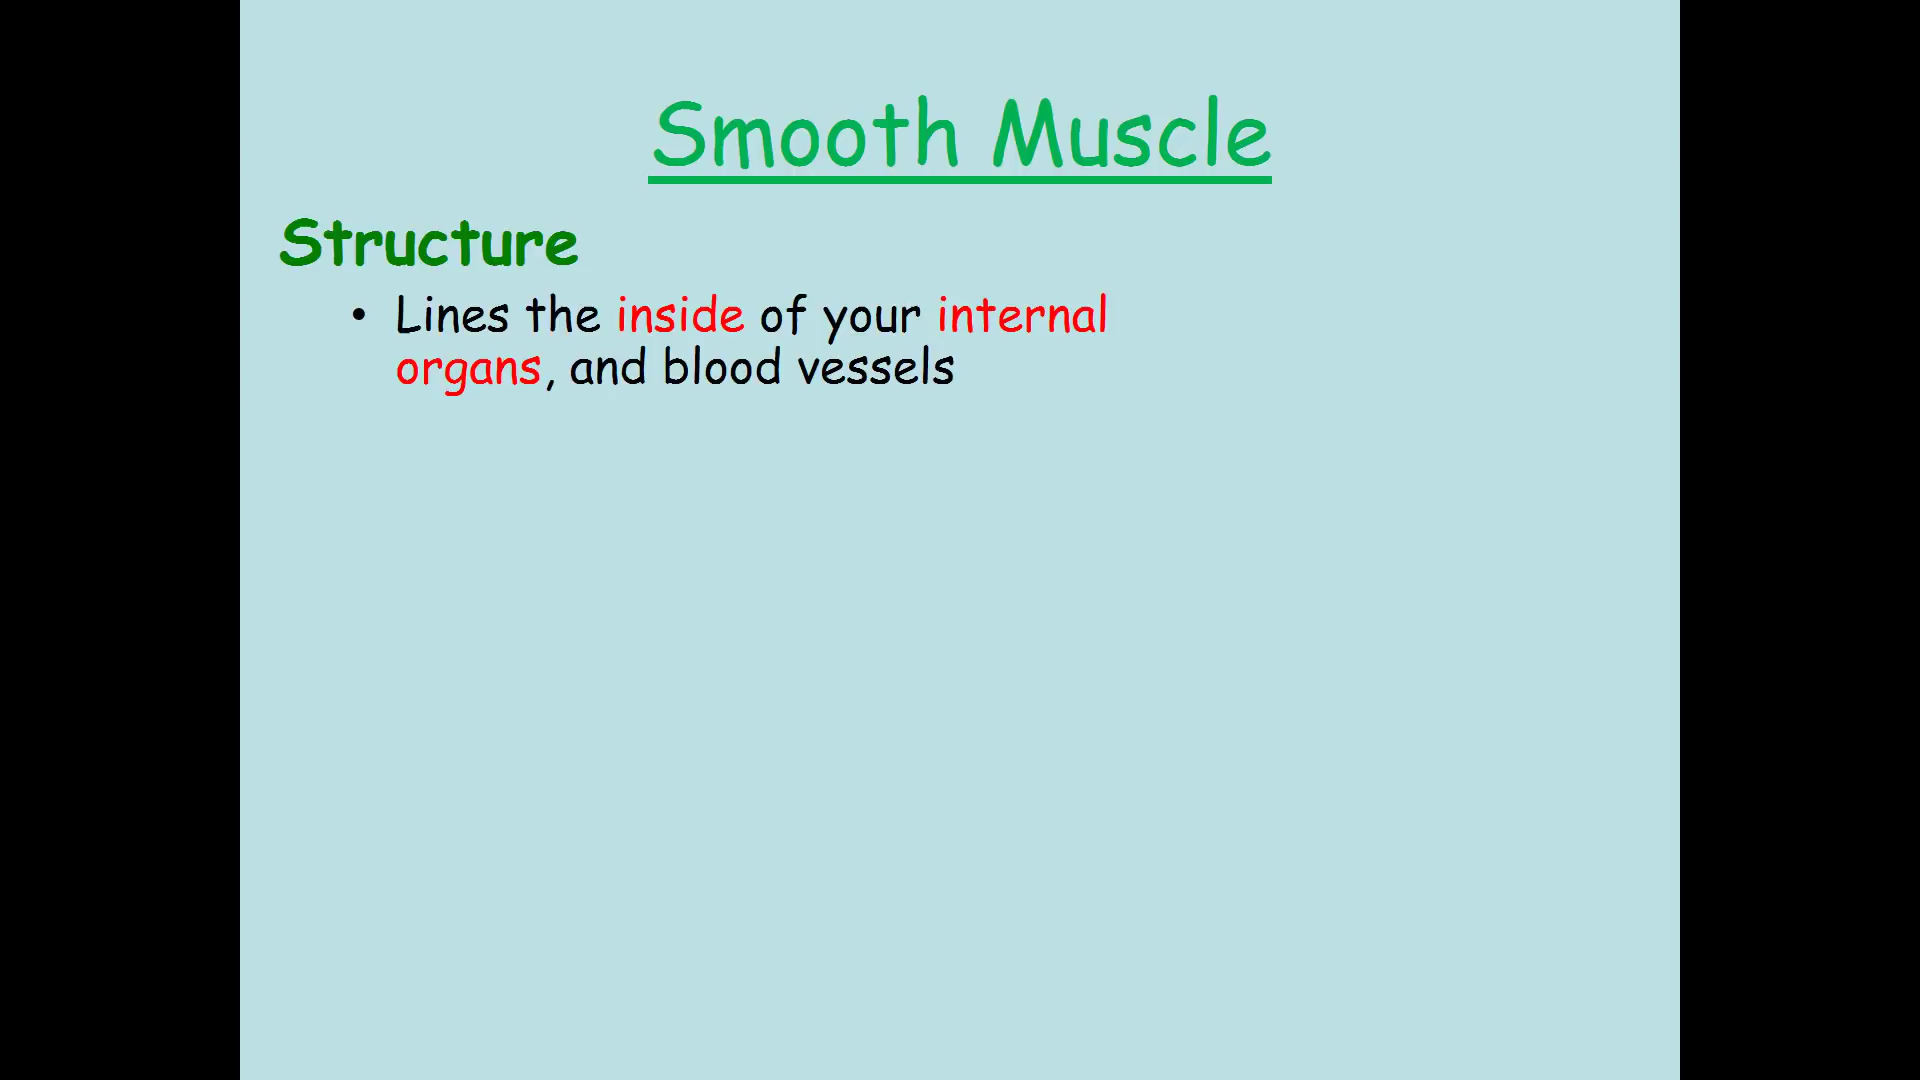 Smooth Muscle
Structure
• Lines the inside of your internal
organs, and blood vessels